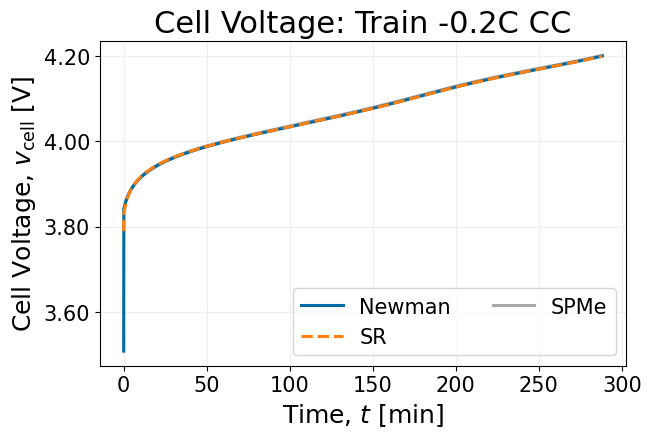 Cell Voltage: Train -0.2C CC
Cell Voltage, v_cell [V]
4.20
4.00
3.80
3.60
Newman
SR
SPMe
0
50
100
150
200
250
300
Time, t [min]